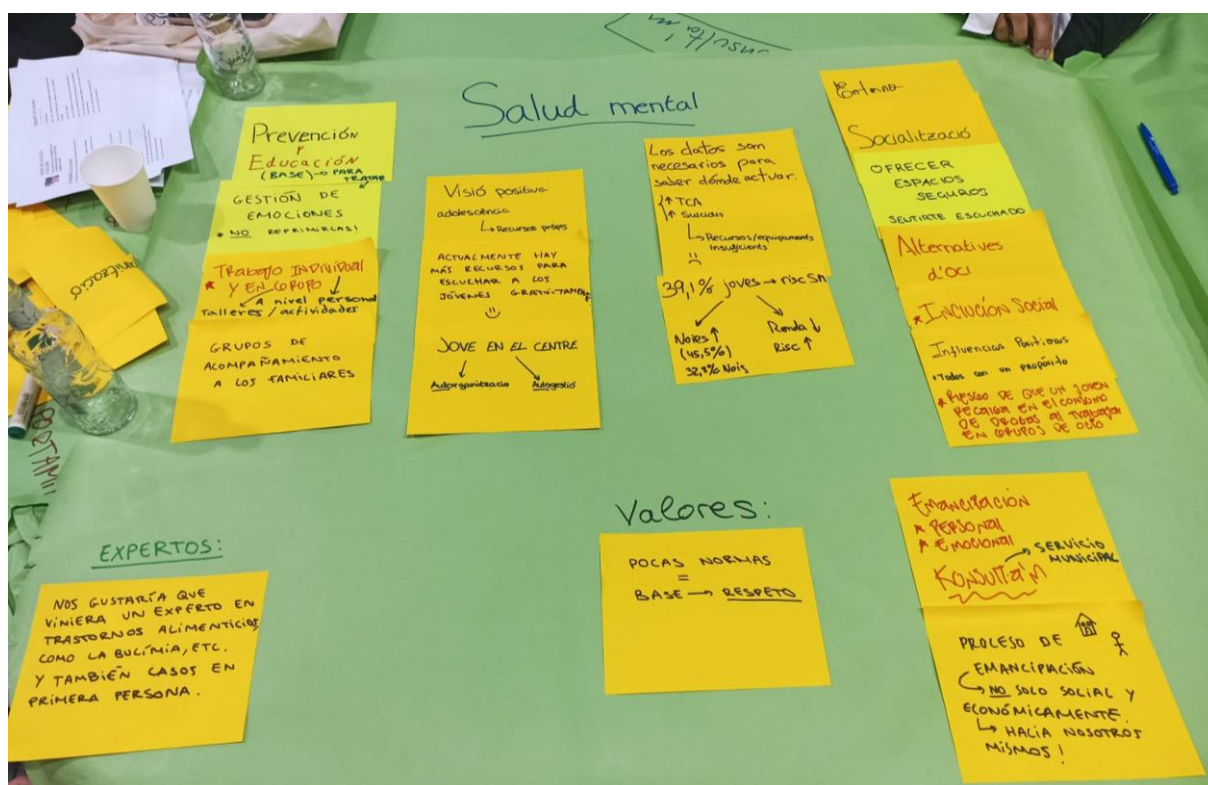 Konsulta'm
Salud mental
Prevención
y
Educación
(BASE) → PARA
TRATAR
GESTIÓN DE
EMOCIONES
* NO REPRIMIRLAS!
Trabajo INDIVIDUAL
* Y EN GRUPO
A nivel personal
Talleres / actividades
GRUPOS DE
ACOMPAÑAMIENTO
A LOS FAMILIARES
Visió positiva
adolescència
↳ Recursos propis
ACTUALMENTE HAY
MÁS RECURSOS PARA
ESCUCHAR A LOS
JÓVENES GRATUITAMENTE
JOVE EN EL CENTRE
Autoorganització Autogestió
Los datos son
necesarios para
saber dónde actuar.
↑ TCA
↑ Suicidis
↳ Recursos/equipaments
insuficients
39,1% joves → risc SM
Noies ↑
(45,5%)
32,8% Nois
Renda ↓
Risc ↑
Entorno
Socialització
OFRECER
ESPACIOS
SEGUROS
SENTIRTE ESCUCHADO
Alternatives
d'OCI
* INCLUCIÓN Social
Influencias Positivas
• Todos con un propósito
* RIESGO DE QUE UN JOVEN
RECAIGA EN El CONSUMO
DE DROGAS al Trabajar
EN GRUPOS DE OCIO
EXPERTOS:
NOS GUSTARÍA QUE
VINIERA UN EXPERTO EN
TRASTORNOS ALIMENTICIOS,
COMO LA BULÍMIA, ETC.
Y TAMBIÉN CASOS EN
PRIMERA PERSONA.
Valores:
POCAS NORMAS
=
BASE → RESPETO
Emancipación
* PERSONAL
* EMOCIONAL
→ SERVICIO
MUNICIPAL
KONSULTA'M
PROCESO DE
EMANCIPACIÓN
↳ NO SOLO SOCIAL Y
ECONÓMICAMENTE.
↳ HACIA NOSOTROS
MISMOS!